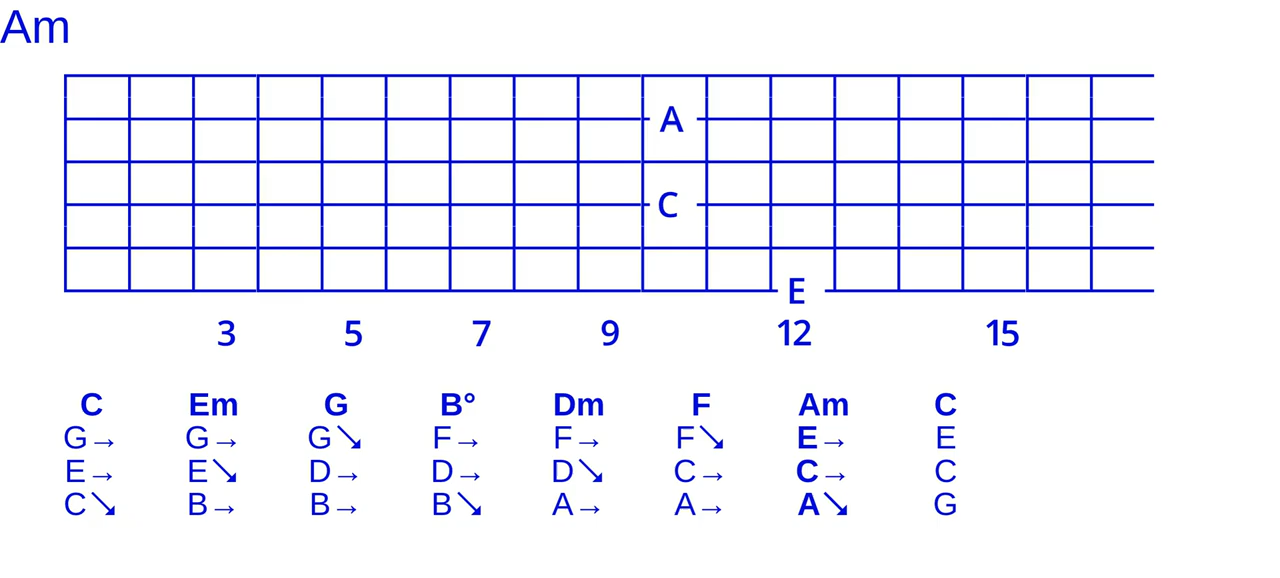 Am
A
C
E
3 5 7 9 12 15
C Em G B° Dm F Am C
G→ G→ G↘ F→ F→ F↘ E→ E
E→ E↘ D→ D→ D↘ C→ C→ C
C↘ B→ B→ B↘ A→ A→ A↘ G